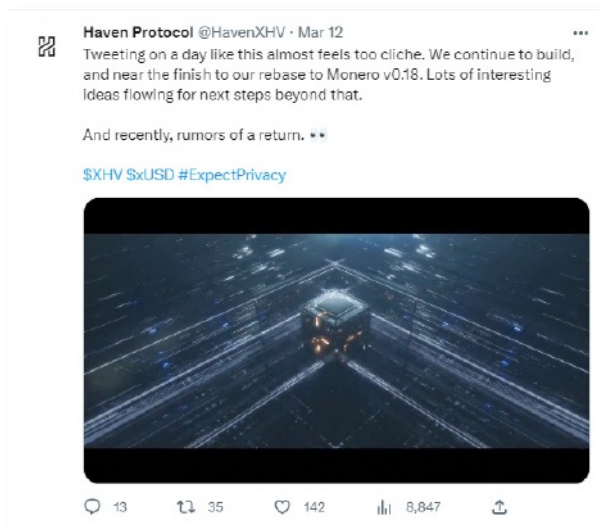 Haven Protocol @HavenXHV · Mar 12
Tweeting on a day like this almost feels too cliche. We continue to build,
and near the finish to our rebase to Monero v0.18. Lots of interesting
ideas flowing for next steps beyond that.
And recently, rumors of a return. 👀
$XHV $xUSD #ExpectPrivacy
13 35 142 8,847